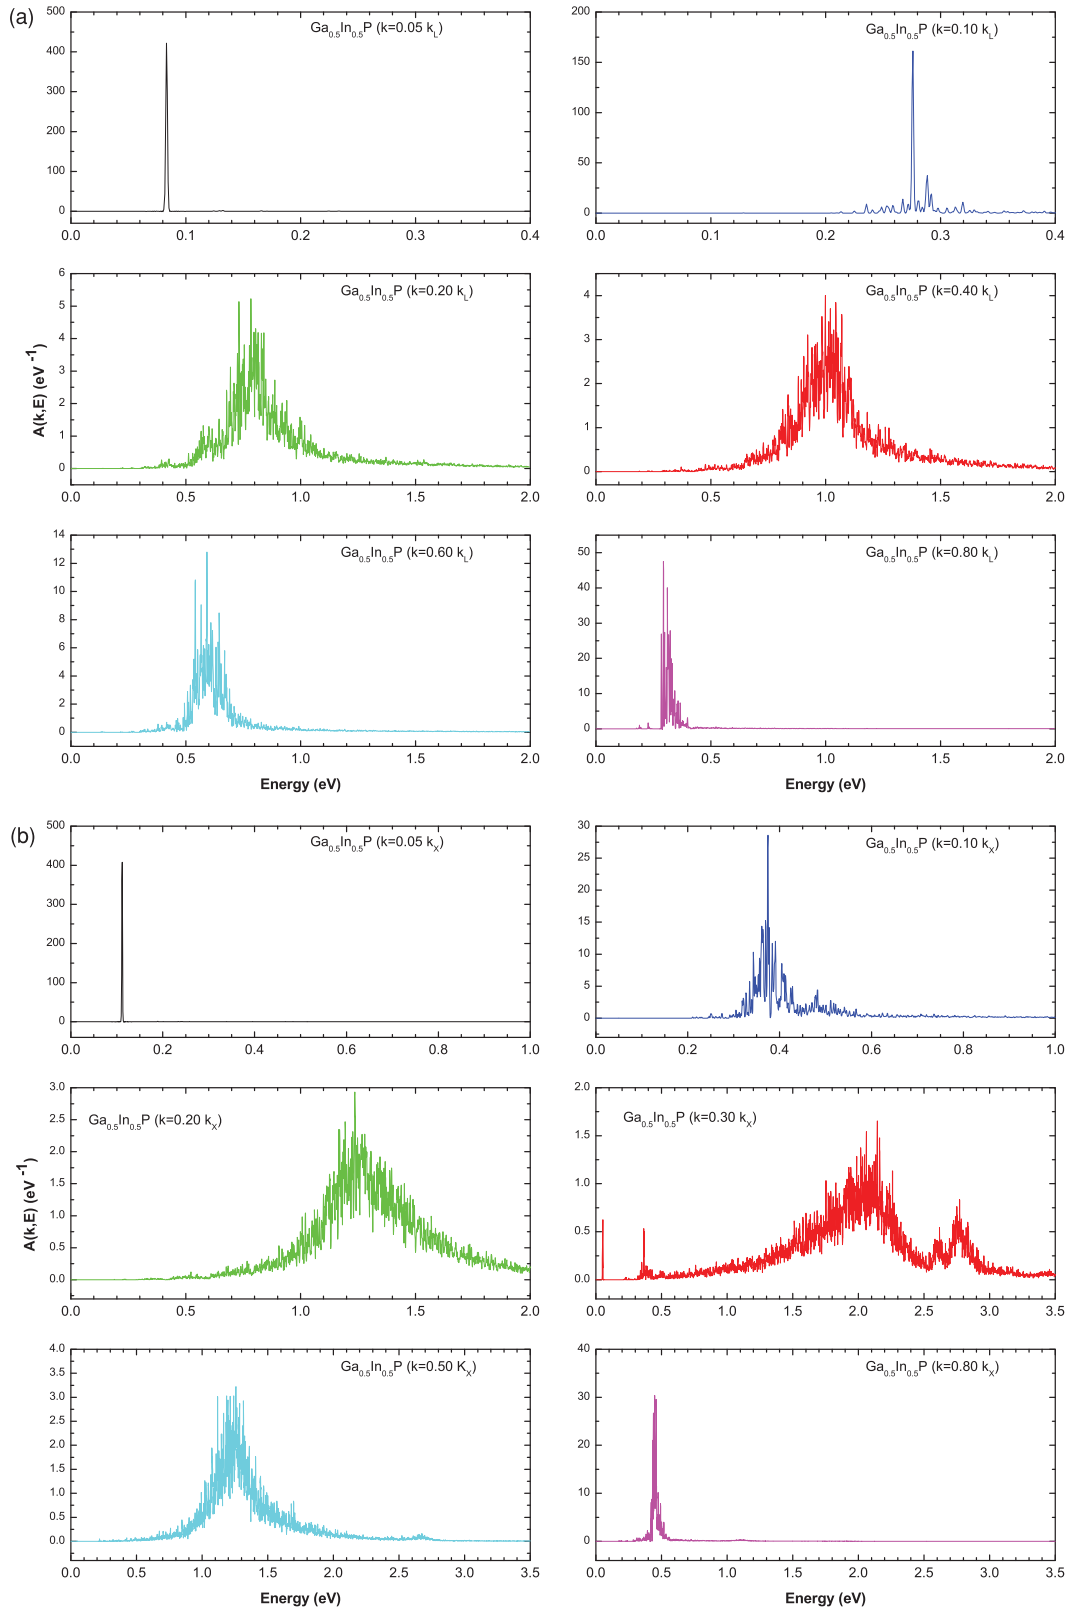 (a)
Ga0.5In0.5P (k=0.05 kL)
500
400
300
200
100
0
0.0 0.1 0.2 0.3 0.4
Ga0.5In0.5P (k=0.10 kL)
200
150
100
50
0
0.0 0.1 0.2 0.3 0.4
Ga0.5In0.5P (k=0.20 kL)
6
5
4
3
2
1
0
0.0 0.5 1.0 1.5 2.0
A(k,E) (eV -1)
Ga0.5In0.5P (k=0.40 kL)
4
3
2
1
0
0.0 0.5 1.0 1.5 2.0
Ga0.5In0.5P (k=0.60 kL)
14
12
10
8
6
4
2
0
0.0 0.5 1.0 1.5 2.0
Energy (eV)
Ga0.5In0.5P (k=0.80 kL)
50
40
30
20
10
0
0.0 0.5 1.0 1.5 2.0
Energy (eV)
(b)
Ga0.5In0.5P (k=0.05 kX)
500
400
300
200
100
0
0.0 0.2 0.4 0.6 0.8 1.0
Ga0.5In0.5P (k=0.10 kX)
30
25
20
15
10
5
0
0.0 0.2 0.4 0.6 0.8 1.0
Ga0.5In0.5P (k=0.20 kX)
3.0
2.5
2.0
1.5
1.0
0.5
0.0
0.0 0.5 1.0 1.5 2.0
A(k,E) (eV -1)
Ga0.5In0.5P (k=0.30 kX)
2.0
1.5
1.0
0.5
0.0
0.0 0.5 1.0 1.5 2.0 2.5 3.0 3.5
Ga0.5In0.5P (k=0.50 KX)
4.0
3.5
3.0
2.5
2.0
1.5
1.0
0.5
0.0
0.0 0.5 1.0 1.5 2.0 2.5 3.0 3.5
Energy (eV)
Ga0.5In0.5P (k=0.80 kX)
40
30
20
10
0
0.0 0.5 1.0 1.5 2.0 2.5 3.0 3.5
Energy (eV)